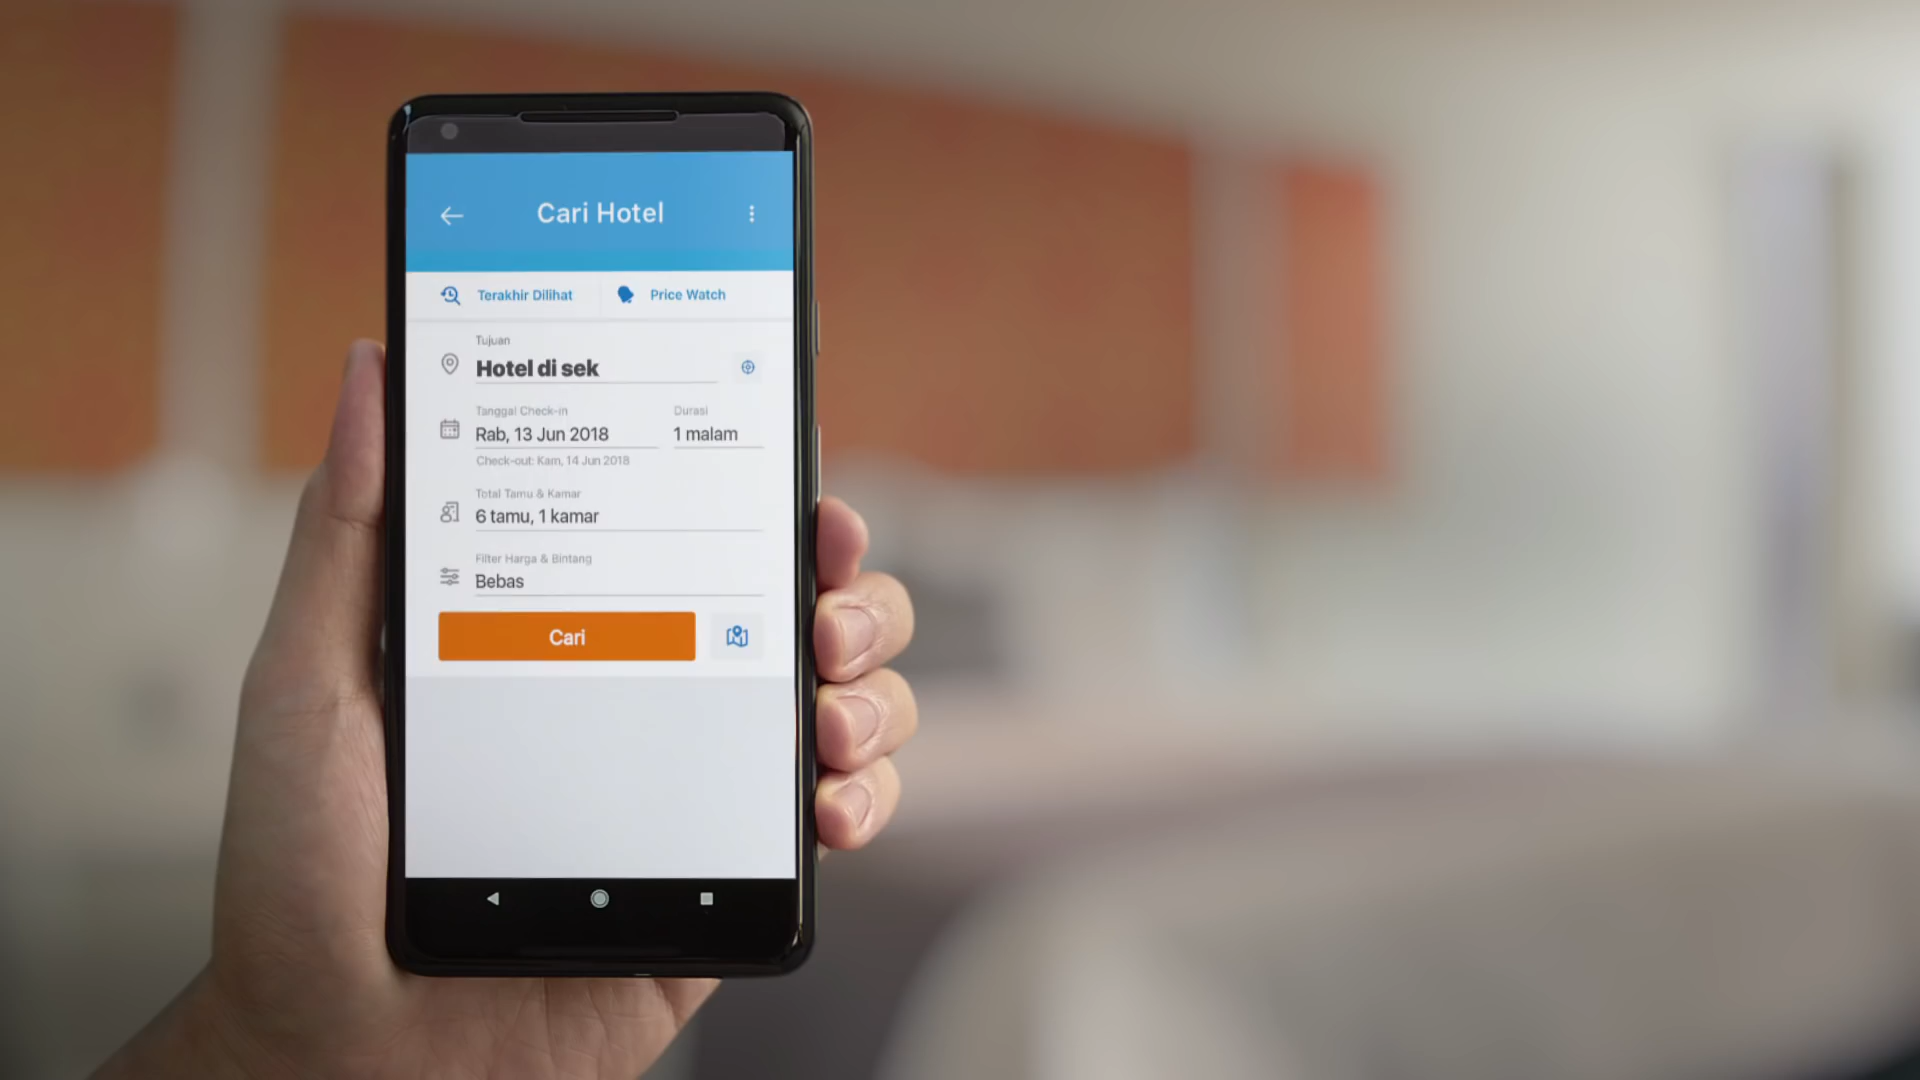 Cari Hotel
Terakhir Dilihat
Price Watch
Tujuan
Hotel di sek
Tanggal Check-in
Durasi
Rab, 13 Jun 2018
1 malam
Check-out: Kam, 14 Jun 2018
Total Tamu & Kamar
6 tamu, 1 kamar
Filter Harga & Bintang
Bebas
Cari